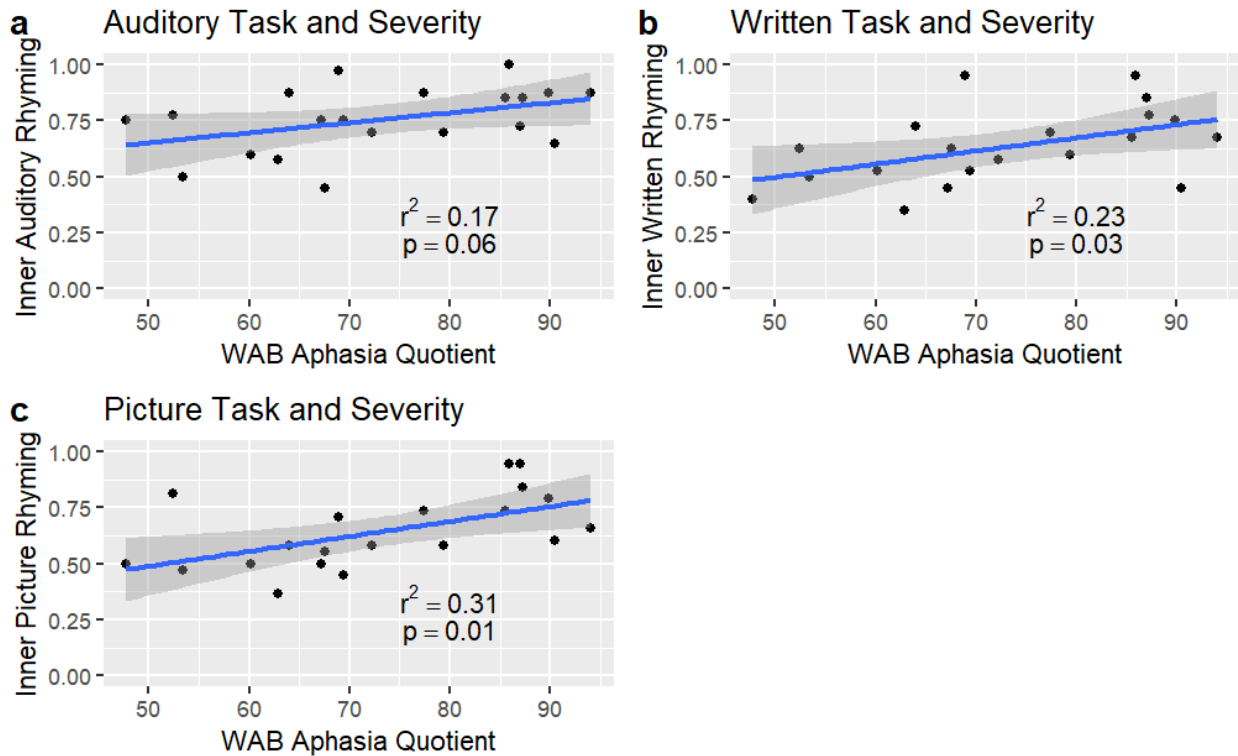 a Auditory Task and Severity
Inner Auditory Rhyming
1.00
0.75
0.50
0.25
0.00
r² = 0.17
p = 0.06
50 60 70 80 90
WAB Aphasia Quotient
b Written Task and Severity
Inner Written Rhyming
1.00
0.75
0.50
0.25
0.00
r² = 0.23
p = 0.03
50 60 70 80 90
WAB Aphasia Quotient
c Picture Task and Severity
Inner Picture Rhyming
1.00
0.75
0.50
0.25
0.00
r² = 0.31
p = 0.01
50 60 70 80 90
WAB Aphasia Quotient